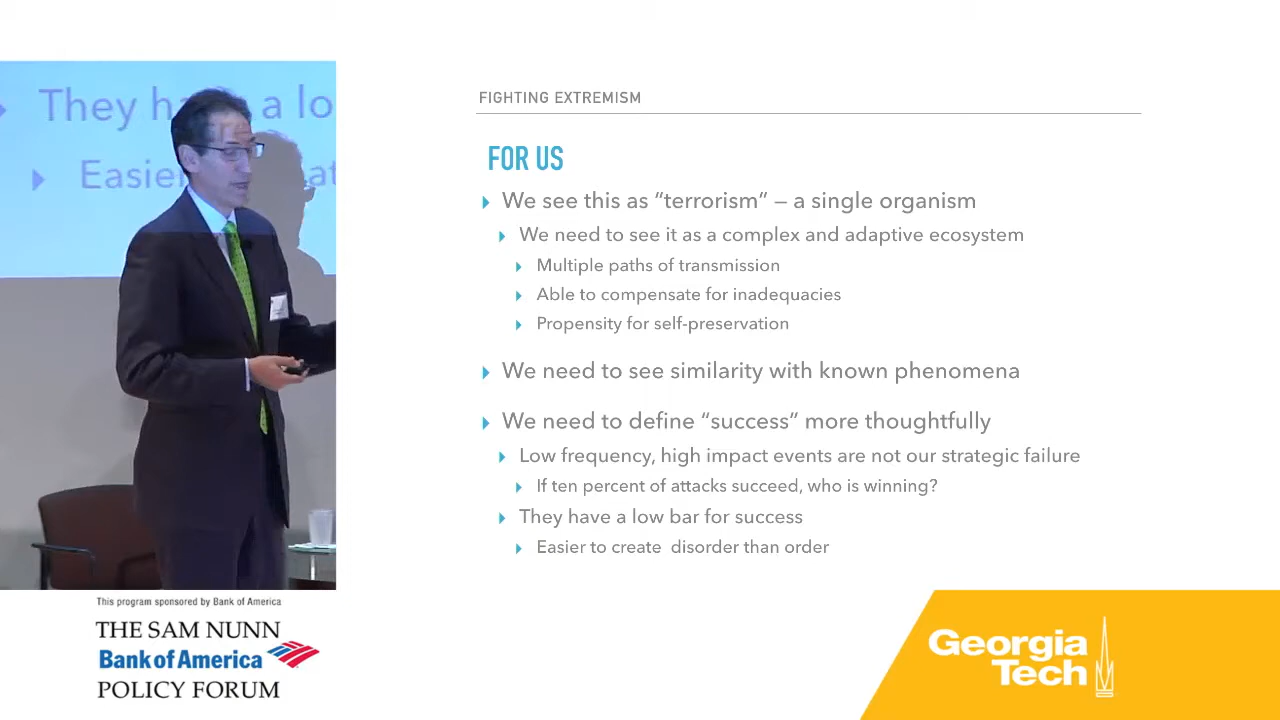 They h a lo
Easie at
FIGHTING EXTREMISM
FOR US
We see this as “terrorism” — a single organism
We need to see it as a complex and adaptive ecosystem
Multiple paths of transmission
Able to compensate for inadequacies
Propensity for self-preservation
We need to see similarity with known phenomena
We need to define “success” more thoughtfully
Low frequency, high impact events are not our strategic failure
If ten percent of attacks succeed, who is winning?
They have a low bar for success
Easier to create  disorder than order
This program sponsored by Bank of America
THE SAM NUNN
Bank of America
POLICY FORUM
Georgia
Tech